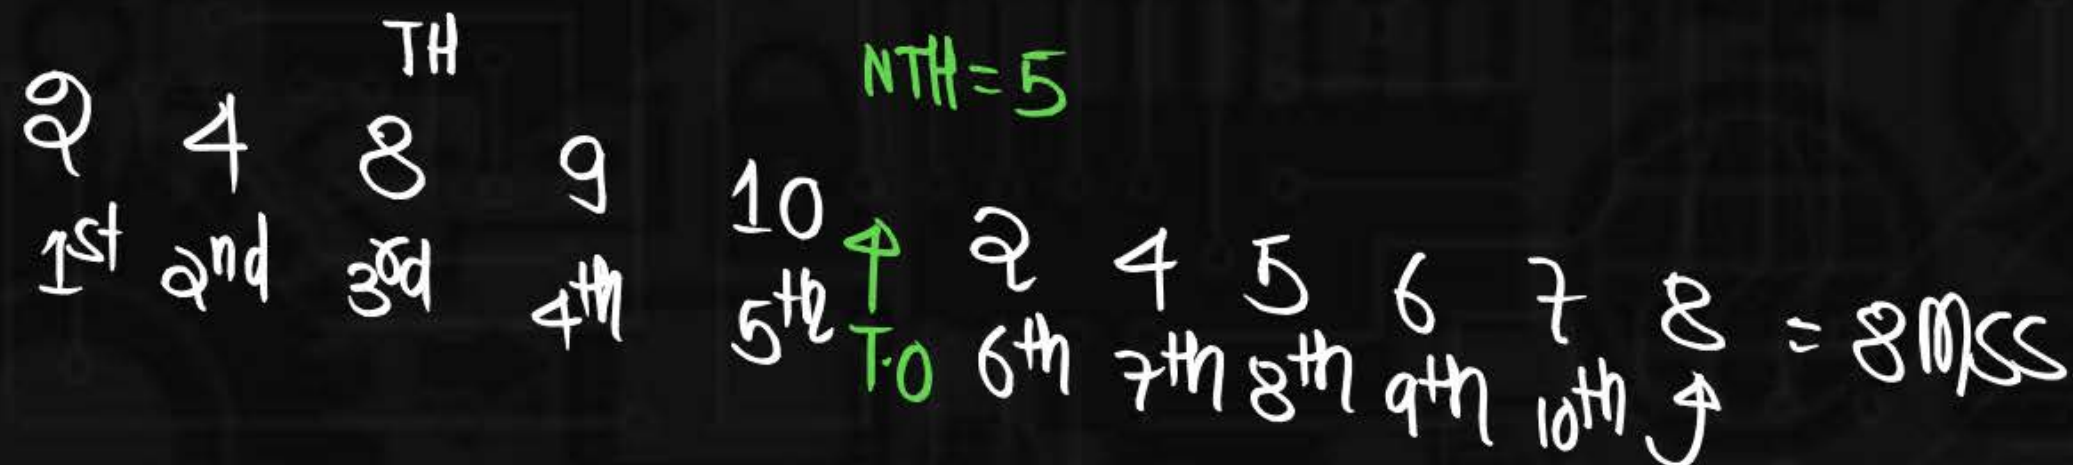 TH
NTH = 5
2 4 8 9 10 2 4 5 6 7 8 = 8 MSS
1st 2nd 3rd 4th 5th T.O 6th 7th 8th 9th 10th